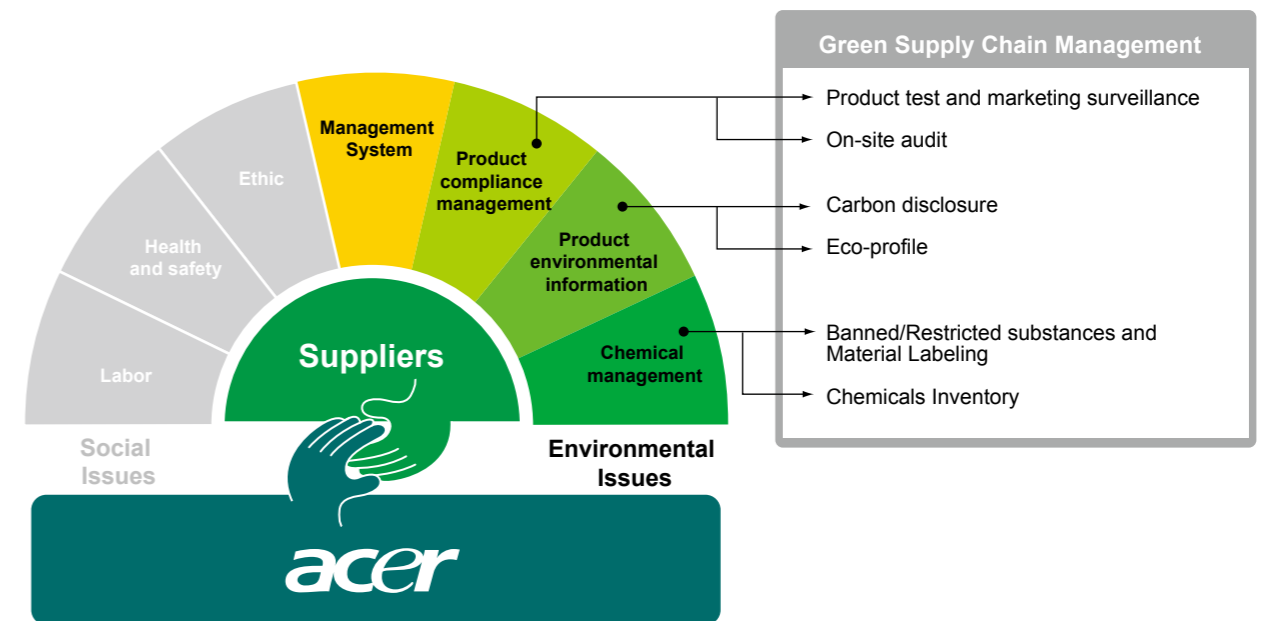 Green Supply Chain Management
Product test and marketing surveillance
On-site audit
Carbon disclosure
Eco-profile
Banned/Restricted substances and
Material Labeling
Chemicals Inventory
Management
System
Product
compliance
management
Product
environmental
information
Chemical
management
Ethic
Health
and safety
Labor
Suppliers
Social
Issues
Environmental
Issues
acer